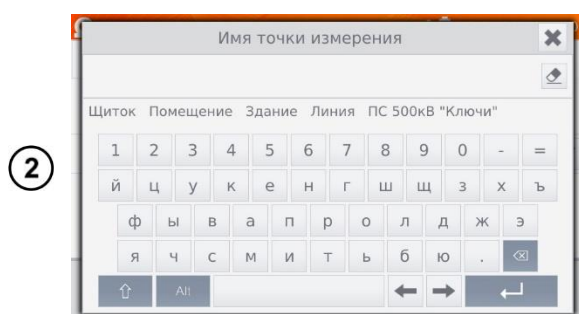 Имя точки измерения
Щиток Помещение Здание Линия ПС 500кВ "Ключи"
2
1 2 3 4 5 6 7 8 9 0 - =
й ц у к е н г ш щ з х ъ
ф ы в а п р о л д ж э
я ч с м и т ь б ю .
Alt